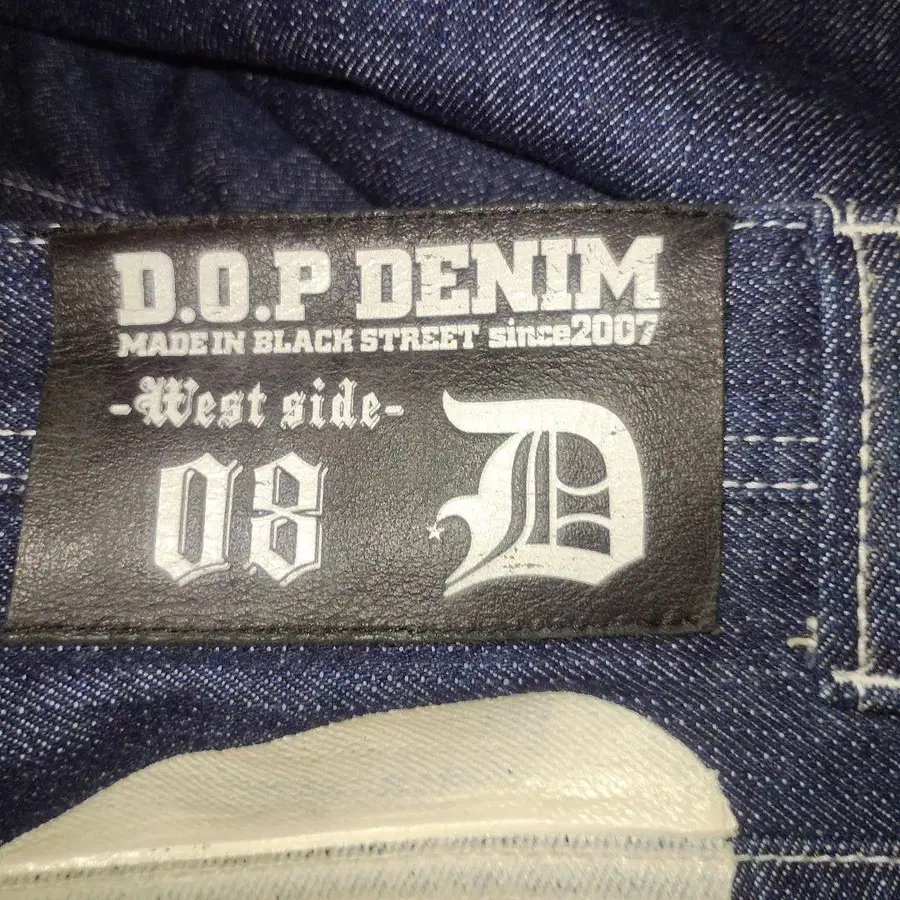 D.O.P DENIM
MADE IN BLACK STREET since2007
-West side-
08
D